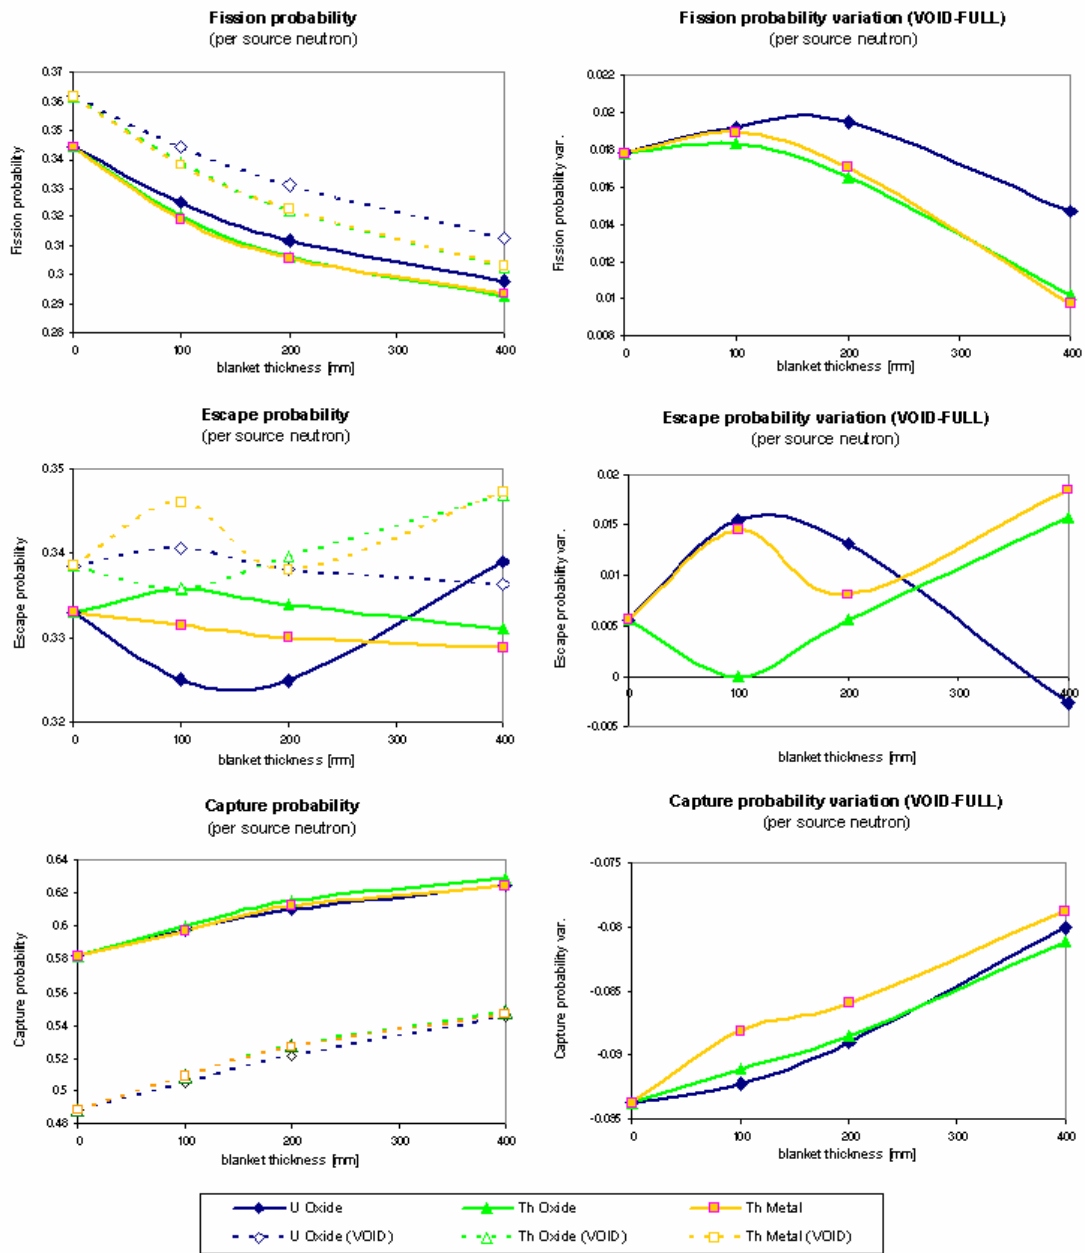 Fission probability
(per source neutron)
0.37
0.36
0.35
0.34
0.33
0.32
0.31
0.3
0.29
0.28
Fission probability
0
100
200
300
400
blanket thickness [mm]
Fission probability variation (VOID-FULL)
(per source neutron)
0.022
0.02
0.018
0.016
0.014
0.012
0.01
0.008
Fission probability var.
0
100
200
300
400
blanket thickness [mm]
Escape probability
(per source neutron)
0.35
0.34
0.33
0.32
Escape probability
0
100
200
300
400
blanket thickness [mm]
Escape probability variation (VOID-FULL)
(per source neutron)
0.02
0.015
0.01
0.005
0
-0.005
Escape probability var.
0
100
200
300
400
blanket thickness [mm]
Capture probability
(per source neutron)
0.64
0.62
0.6
0.58
0.56
0.54
0.52
0.5
0.48
Capture probability
0
100
200
300
400
blanket thickness [mm]
Capture probability variation (VOID-FULL)
(per source neutron)
-0.075
-0.08
-0.085
-0.09
-0.095
Capture probability var.
0
100
200
300
400
blanket thickness [mm]
U Oxide
Th Oxide
Th Metal
U Oxide (VOID)
Th Oxide (VOID)
Th Metal (VOID)